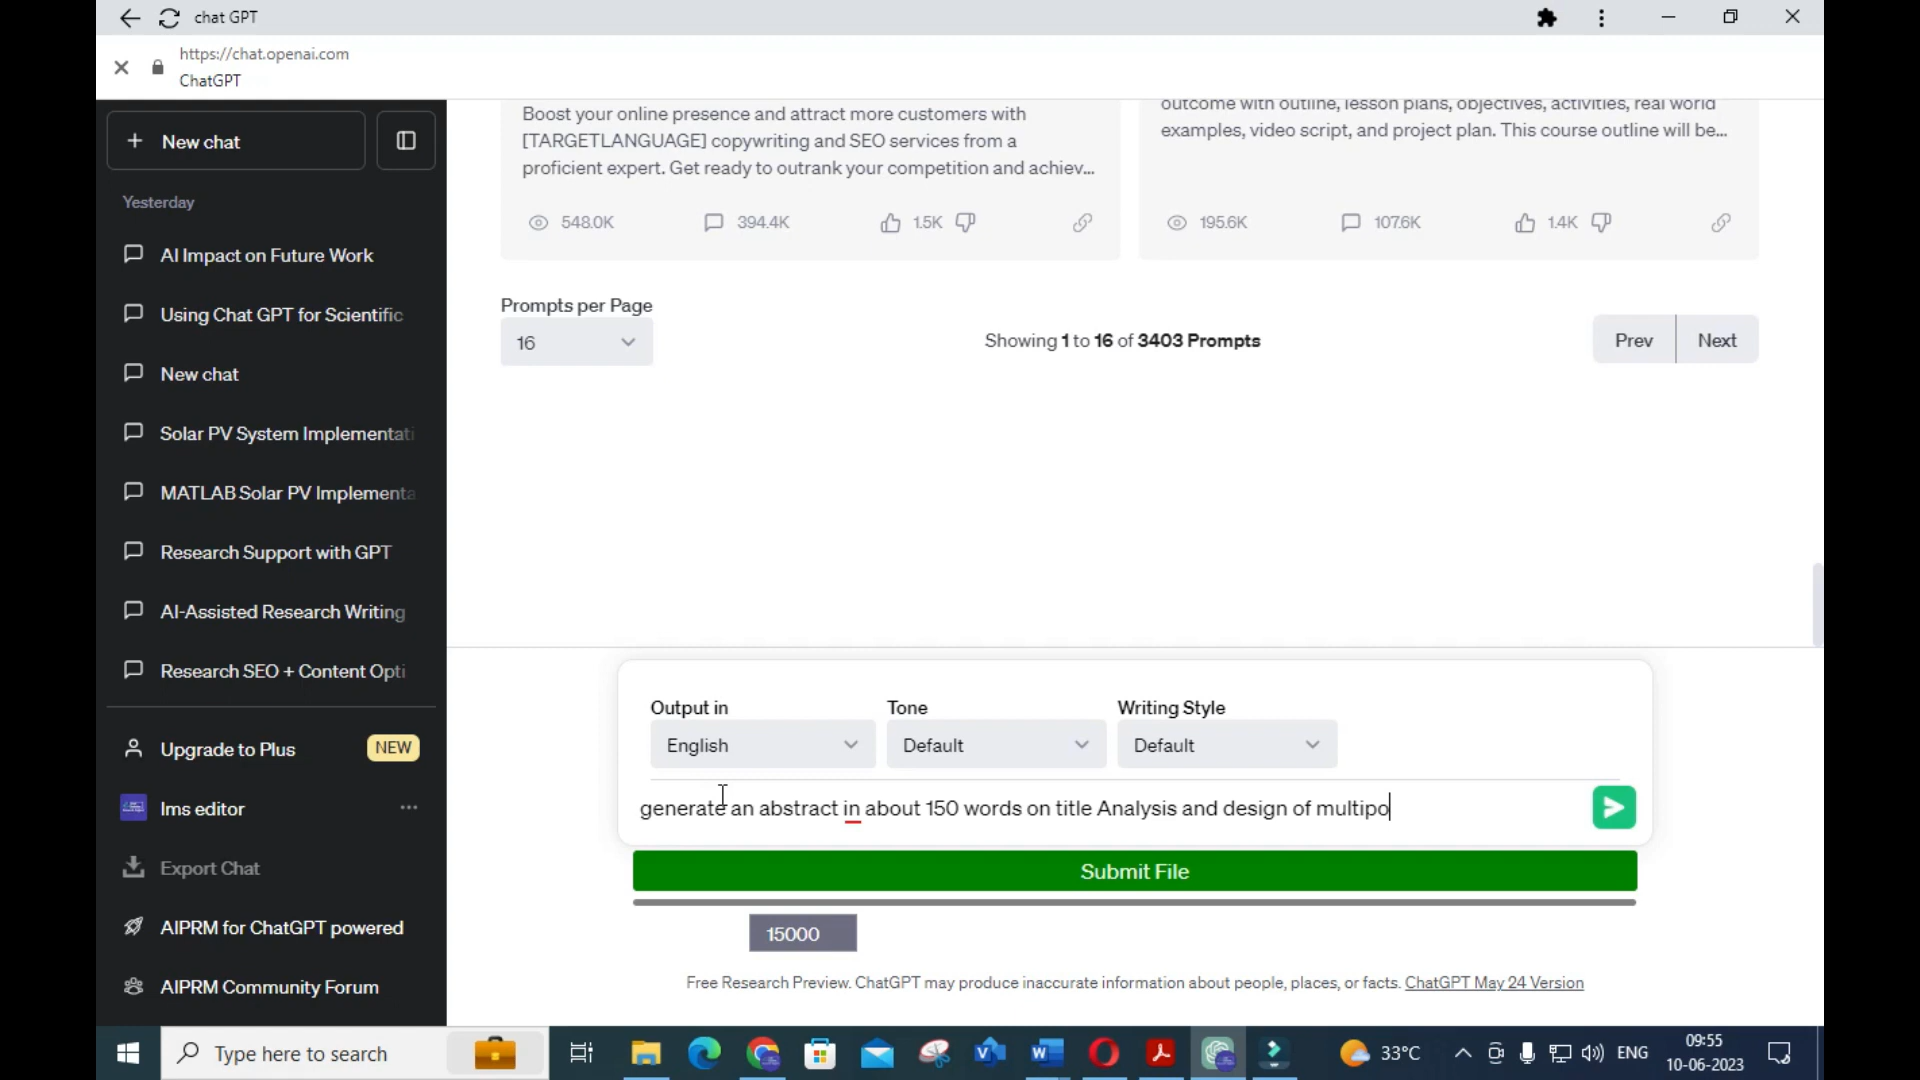 chat GPT
https://chat.openai.com
ChatGPT
New chat
Yesterday
AI Impact on Future Work
Using Chat GPT for Scientific
New chat
Solar PV System Implementati
MATLAB Solar PV Implementa
Research Support with GPT
AI-Assisted Research Writing
Research SEO + Content Opti
Upgrade to Plus NEW
lms editor
Export Chat
AIPRM for ChatGPT powered
AIPRM Community Forum
Boost your online presence and attract more customers with
[TARGETLANGUAGE] copywriting and SEO services from a
proficient expert. Get ready to outrank your competition and achiev...
548.0K 394.4K 1.5K
outcome with outline, lesson plans, objectives, activities, real world
examples, video script, and project plan. This course outline will be...
195.6K 107.6K 1.4K
Prompts per Page
16
Showing 1 to 16 of 3403 Prompts
Prev Next
Output in Tone Writing Style
English Default Default
generate an abstract in about 150 words on title Analysis and design of multipo
Submit File
15000
Free Research Preview. ChatGPT may produce inaccurate information about people, places, or facts. ChatGPT May 24 Version
Type here to search
33°C
ENG
09:55
10-06-2023